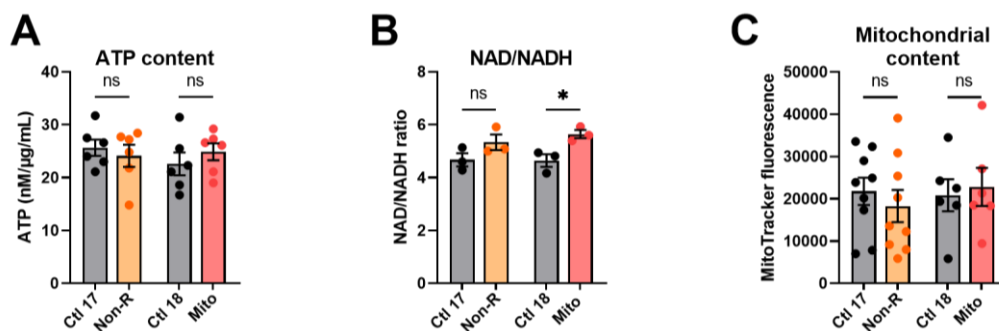 A
ATP content
ATP (nM/µg/mL)
40
30
20
10
0
ns
ns
Ctl 17
Non-R
Ctl 18
Mito
B
NAD/NADH
NAD/NADH ratio
8
6
4
2
0
ns
*
Ctl 17
Non-R
Ctl 18
Mito
C
Mitochondrial
content
MitoTracker fluorescence
50000
40000
30000
20000
10000
0
ns
ns
Ctl 17
Non-R
Ctl 18
Mito